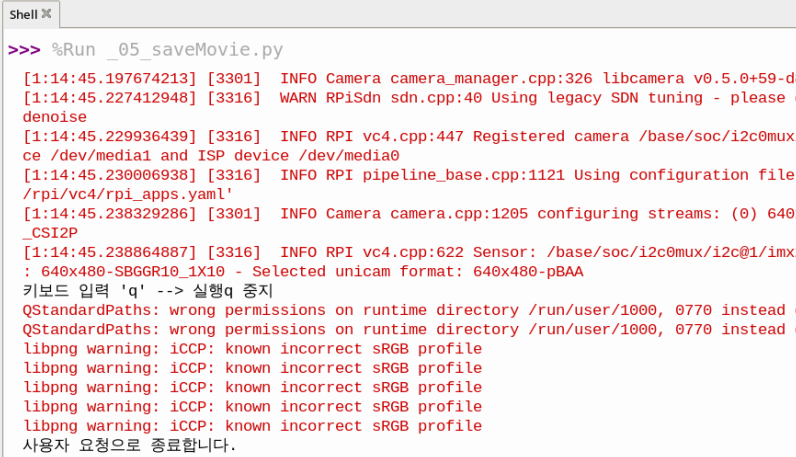 Shell
>>> %Run _05_saveMovie.py
[1:14:45.197674213] [3301]  INFO Camera camera_manager.cpp:326 libcamera v0.5.0+59-d
[1:14:45.227412948] [3316]  WARN RPiSdn sdn.cpp:40 Using legacy SDN tuning - please
denoise
[1:14:45.229936439] [3316]  INFO RPI vc4.cpp:447 Registered camera /base/soc/i2c0mux
ce /dev/media1 and ISP device /dev/media0
[1:14:45.230006938] [3316]  INFO RPI pipeline_base.cpp:1121 Using configuration file
/rpi/vc4/rpi_apps.yaml'
[1:14:45.238329286] [3301]  INFO Camera camera.cpp:1205 configuring streams: (0) 640
_CSI2P
[1:14:45.238864887] [3316]  INFO RPI vc4.cpp:622 Sensor: /base/soc/i2c0mux/i2c@1/imx
: 640x480-SBGGR10_1X10 - Selected unicam format: 640x480-pBAA
키보드 입력 'q' --> 실행q 중지
QStandardPaths: wrong permissions on runtime directory /run/user/1000, 0770 instead
QStandardPaths: wrong permissions on runtime directory /run/user/1000, 0770 instead
libpng warning: iCCP: known incorrect sRGB profile
libpng warning: iCCP: known incorrect sRGB profile
libpng warning: iCCP: known incorrect sRGB profile
libpng warning: iCCP: known incorrect sRGB profile
libpng warning: iCCP: known incorrect sRGB profile
사용자 요청으로 종료합니다.